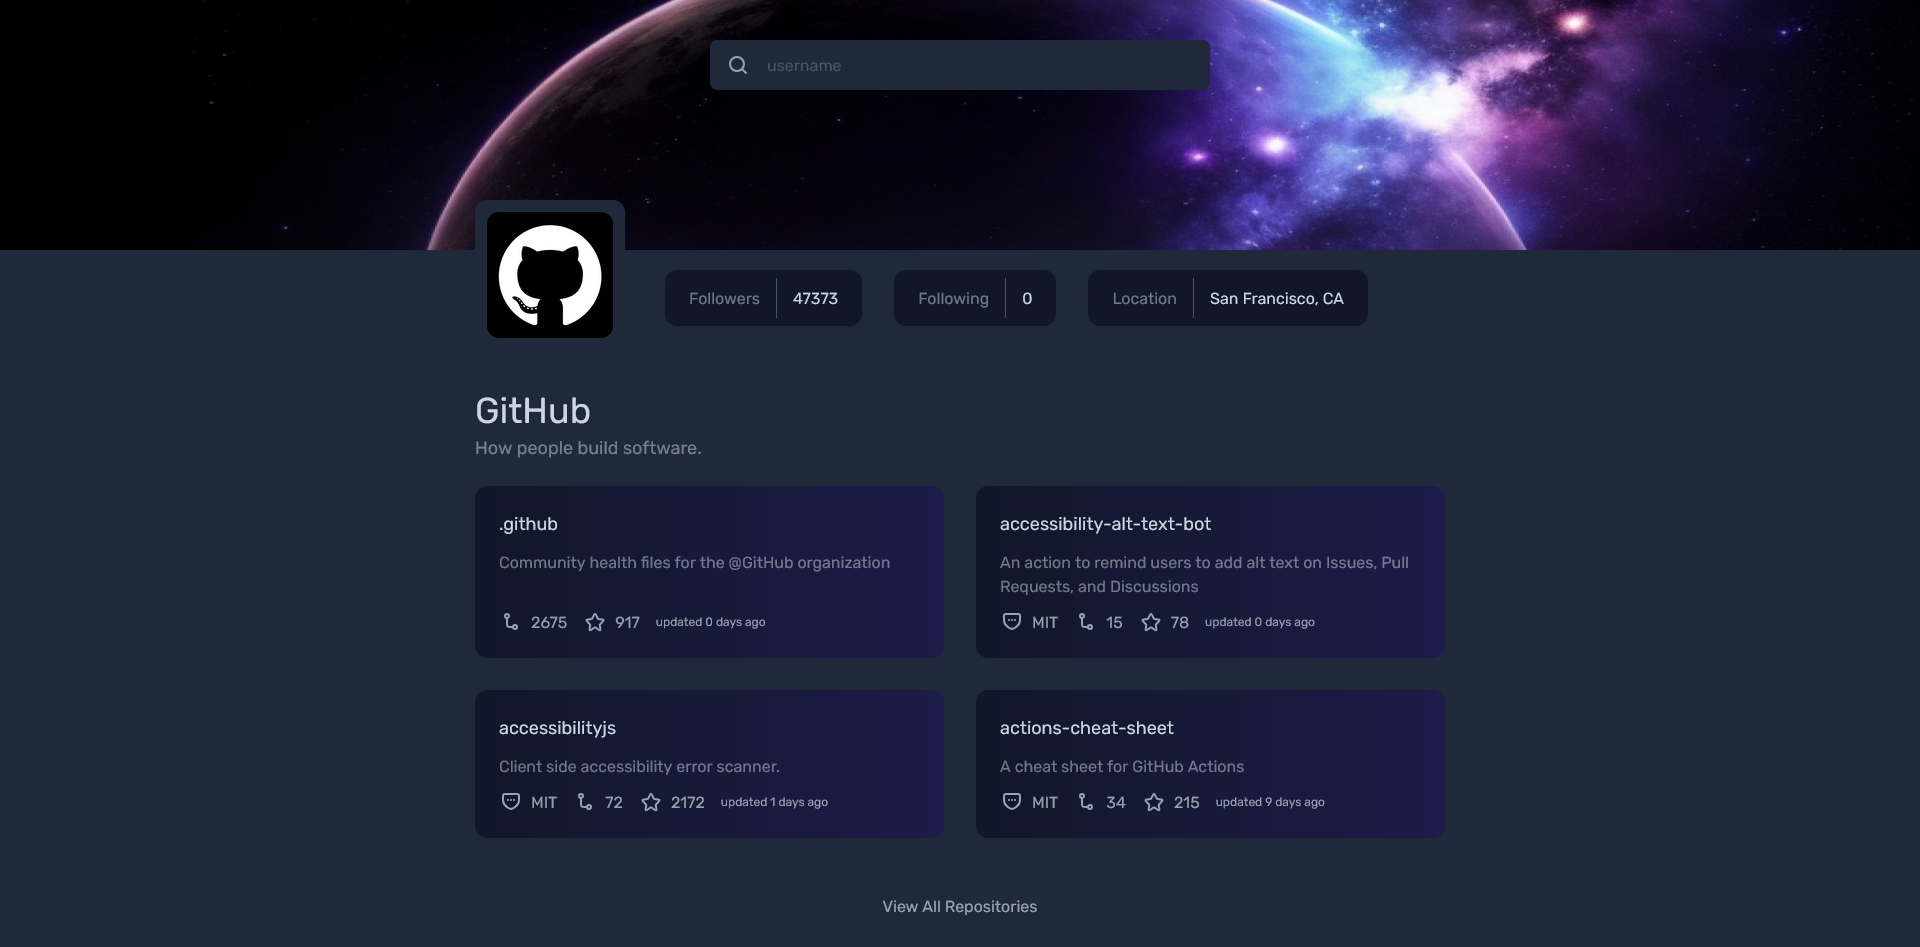 username
Followers 47373 Following 0 Location San Francisco, CA
GitHub
How people build software.
.github
Community health files for the @GitHub organization
2675 917 updated 0 days ago
accessibility-alt-text-bot
An action to remind users to add alt text on Issues, Pull
Requests, and Discussions
MIT 15 78 updated 0 days ago
accessibilityjs
Client side accessibility error scanner.
MIT 72 2172 updated 1 days ago
actions-cheat-sheet
A cheat sheet for GitHub Actions
MIT 34 215 updated 9 days ago
View All Repositories